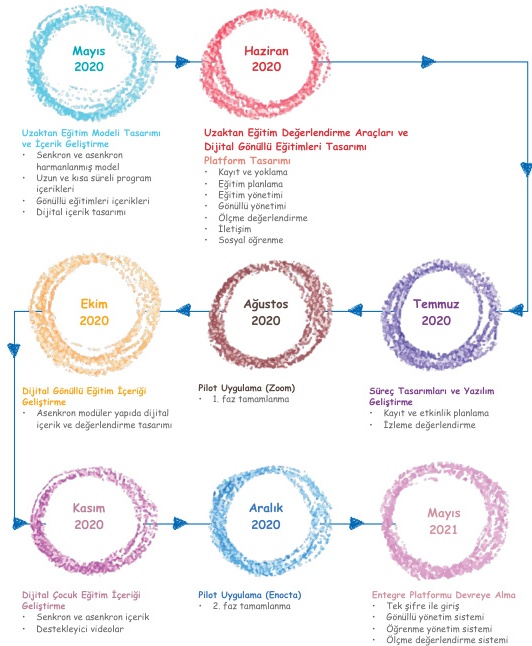 Mayıs
2020
Haziran
2020
Uzaktan Eğitim Modeli Tasarımı
ve İçerik Geliştirme
• Senkron ve asenkron
harmanlanmış model
• Uzun ve kısa süreli program
içerikleri
• Gönüllü eğitimleri içerikleri
• Dijital içerik tasarımı
Uzaktan Eğitim Değerlendirme Araçları ve
Dijital Gönüllü Eğitimleri Tasarımı
Platform Tasarımı
• Kayıt ve yoklama
• Eğitim planlama
• Eğitim yönetimi
• Gönüllü yönetimi
• Ölçme değerlendirme
• İletişim
• Sosyal öğrenme
Ekim
2020
Ağustos
2020
Temmuz
2020
Dijital Gönüllü Eğitim İçeriği
Geliştirme
• Asenkron modüler yapıda dijital
içerik ve değerlendirme tasarımı
Pilot Uygulama (Zoom)
• 1. faz tamamlanma
Süreç Tasarımları ve Yazılım
Geliştirme
• Kayıt ve etkinlik planlama
• İzleme değerlendirme
Kasım
2020
Aralık
2020
Mayıs
2021
Dijital Çocuk Eğitim İçeriği
Geliştirme
• Senkron ve asenkron içerik
• Destekleyici videolar
Pilot Uygulama (Enocta)
• 2. faz tamamlanma
Entegre Platformu Devreye Alma
• Tek şifre ile giriş
• Gönüllü yönetim sistemi
• Öğrenme yönetim sistemi
• Ölçme değerlendirme sistemi